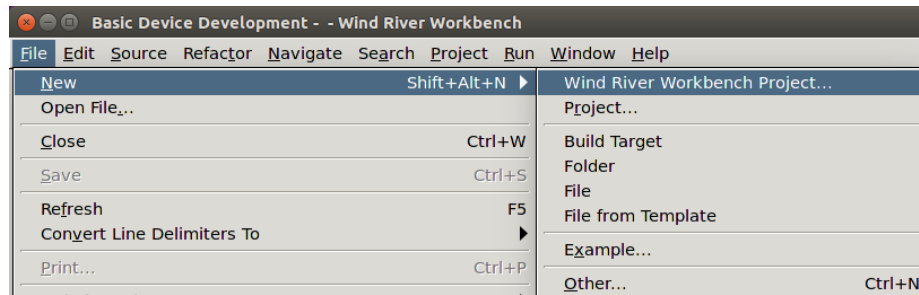 Basic Device Development - - Wind River Workbench
File Edit Source Refactor Navigate Search Project Run Window Help
New Shift+Alt+N
Open File...
Close Ctrl+W
Save Ctrl+S
Refresh F5
Convert Line Delimiters To
Print... Ctrl+P
Wind River Workbench Project...
Project...
Build Target
Folder
File
File from Template
Example...
Other... Ctrl+N